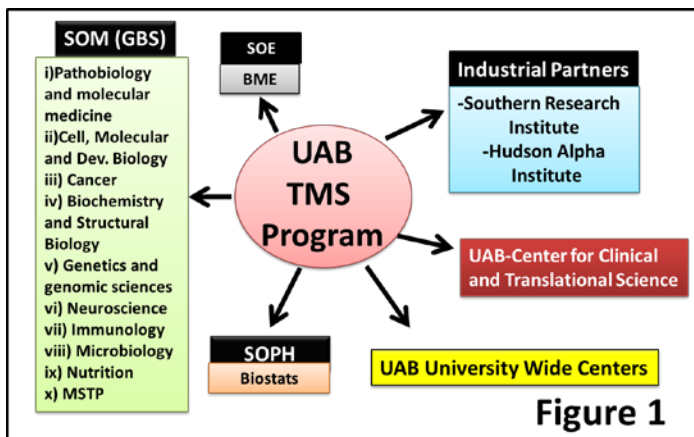 SOM (GBS)
i)Pathobiology
and molecular
medicine
ii)Cell, Molecular
and Dev. Biology
iii) Cancer
iv) Biochemistry
and Structural
Biology
v) Genetics and
genomic sciences
vi) Neuroscience
vii) Immunology
viii) Microbiology
ix) Nutrition
x) MSTP
SOE
BME
UAB
TMS
Program
Industrial Partners
-Southern Research
Institute
-Hudson Alpha
Institute
UAB-Center for Clinical
and Translational Science
SOPH
Biostats
UAB University Wide Centers
Figure 1